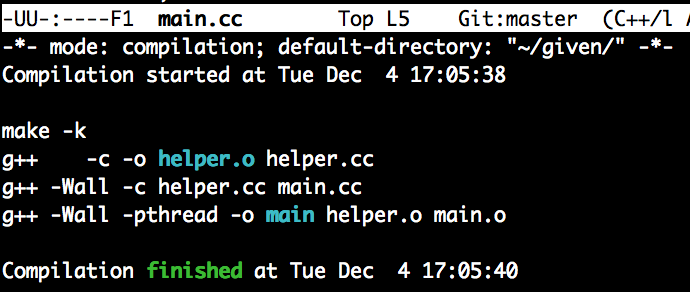 -UU-:----F1  main.cc        Top L5    Git:master  (C++/l
-*- mode: compilation; default-directory: "~/given/" -*-
Compilation started at Tue Dec  4 17:05:38
make -k
g++    -c -o helper.o helper.cc
g++ -Wall -c helper.cc main.cc
g++ -Wall -pthread -o main helper.o main.o
Compilation finished at Tue Dec  4 17:05:40